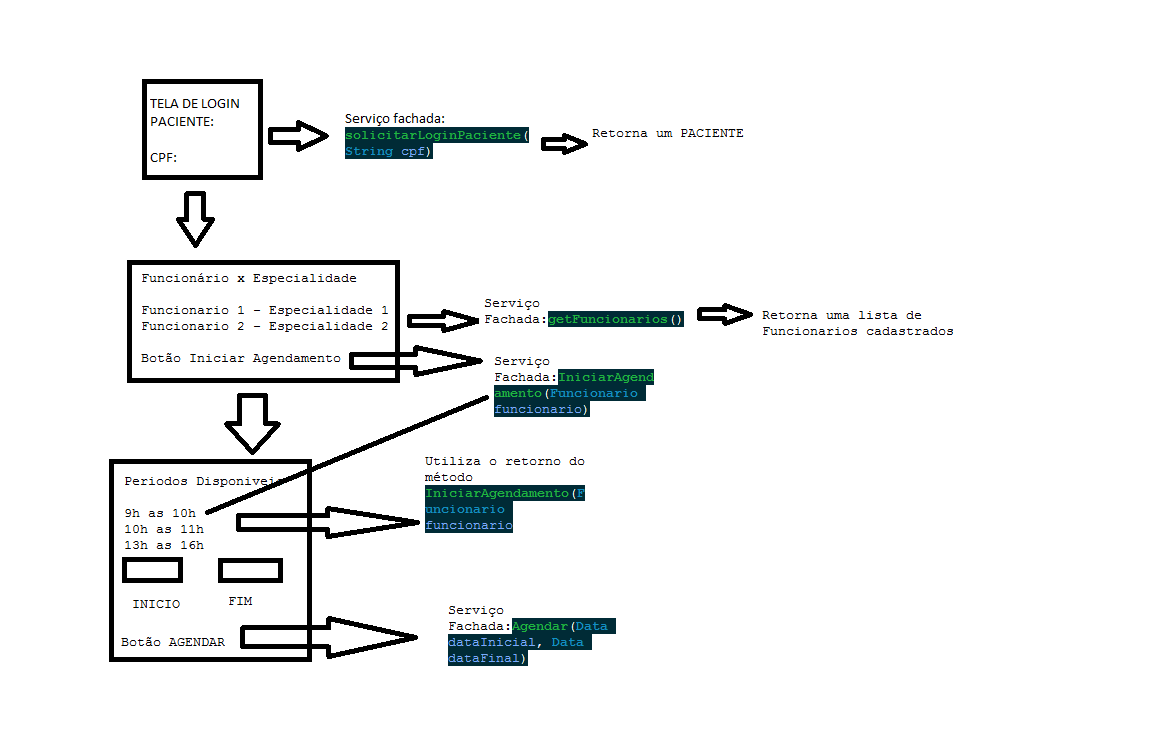 TELA DE LOGIN
PACIENTE:
CPF:
Serviço fachada:
solicitarLoginPaciente(
String cpf)
Retorna um PACIENTE
Funcionário x Especialidade
Funcionario 1 - Especialidade 1
Funcionario 2 - Especialidade 2
Botão Iniciar Agendamento
Serviço
Fachada:getFuncionarios()
Retorna uma lista de
Funcionarios cadastrados
Serviço
Fachada:IniciarAgend
amento(Funcionario
funcionario)
Periodos Disponiveis
9h as 10h
10h as 11h
13h as 16h
INICIO
FIM
Botão AGENDAR
Utiliza o retorno do
método
IniciarAgendamento(F
uncionario
funcionario
Serviço
Fachada:Agendar(Data
dataInicial, Data
dataFinal)